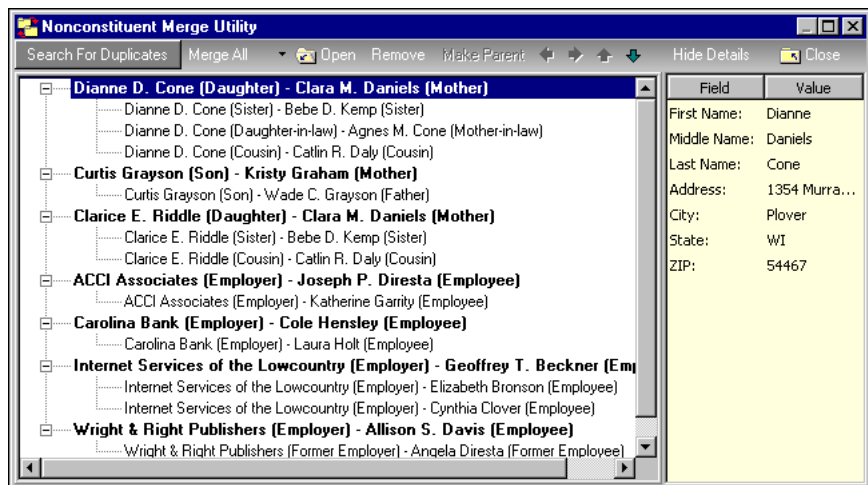 Nonconstituent Merge Utility
Search For Duplicates Merge All Open Remove Make Parent Hide Details Close
Dianne D. Cone (Daughter) - Clara M. Daniels (Mother)
Dianne D. Cone (Sister) - Bebe D. Kemp (Sister)
Dianne D. Cone (Daughter-in-law) - Agnes M. Cone (Mother-in-law)
Dianne D. Cone (Cousin) - Catlin R. Daly (Cousin)
Curtis Grayson (Son) - Kristy Graham (Mother)
Curtis Grayson (Son) - Wade C. Grayson (Father)
Clarice E. Riddle (Daughter) - Clara M. Daniels (Mother)
Clarice E. Riddle (Sister) - Bebe D. Kemp (Sister)
Clarice E. Riddle (Cousin) - Catlin R. Daly (Cousin)
ACCI Associates (Employer) - Joseph P. Diresta (Employee)
ACCI Associates (Employer) - Katherine Garrity (Employee)
Carolina Bank (Employer) - Cole Hensley (Employee)
Carolina Bank (Employer) - Laura Holt (Employee)
Internet Services of the Lowcountry (Employer) - Geoffrey T. Beckner (Em
Internet Services of the Lowcountry (Employer) - Elizabeth Bronson (Employee)
Internet Services of the Lowcountry (Employer) - Cynthia Clover (Employee)
Wright & Right Publishers (Employer) - Allison S. Davis (Employee)
Wright & Right Publishers (Former Employer) - Angela Diresta (Former Employee)
Field Value
First Name: Dianne
Middle Name: Daniels
Last Name: Cone
Address: 1354 Murra...
City: Plover
State: WI
ZIP: 54467